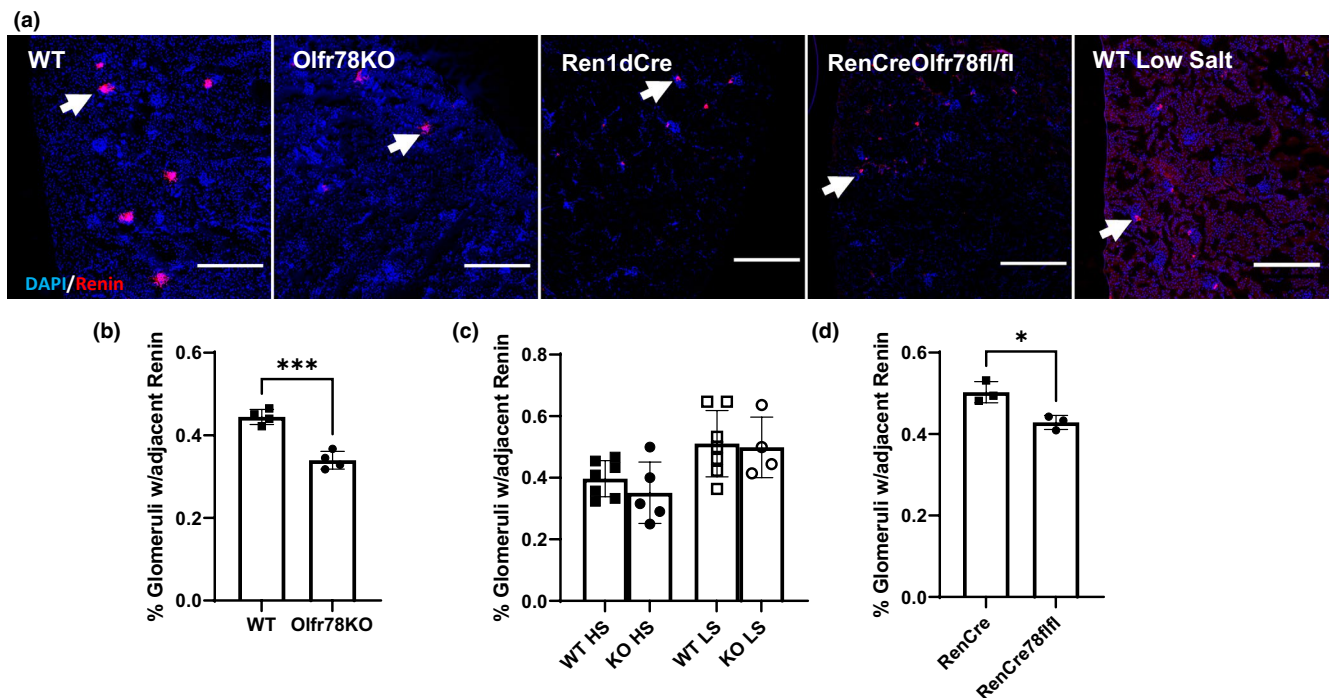 (a)
WT
Olfr78KO
Ren1dCre
RenCreOlfr78fl/fl
WT Low Salt
DAPI/Renin
(b)
% Glomeruli w/adjacent Renin
0.6
0.4
0.2
0.0
***
WT
Olfr78KO
(c)
% Glomeruli w/adjacent Renin
0.8
0.6
0.4
0.2
0.0
WT HS
KO HS
WT LS
KO LS
(d)
% Glomeruli w/adjacent Renin
0.6
0.4
0.2
0.0
*
RenCre
RenCre78flfl